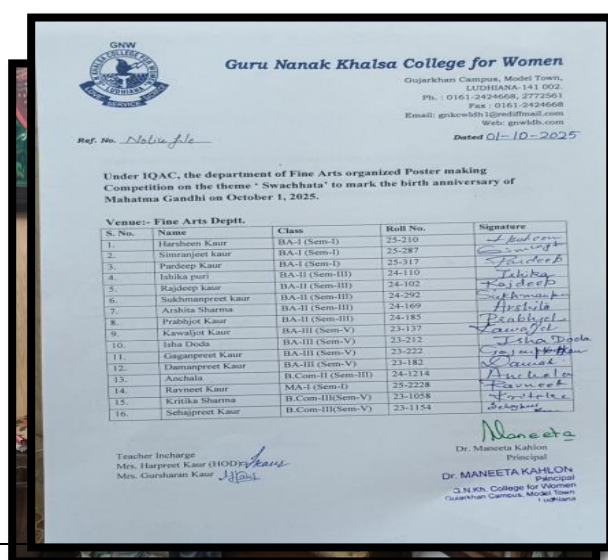 GNW
KHALSA COLLEGE FOR WOMEN
LUDHIANA
SERVICE
Guru Nanak Khalsa College for Women
Gujarkhan Campus, Model Town,
LUDHIANA-141 002.
Ph. : 0161-2424668, 2772561
Fax : 0161-2424668
Email: gnkcwldh1@rediffmail.com
Web: gnwldh.com
Ref. No. Notice file
Dated 01-10-2025
Under IQAC, the department of Fine Arts organized Poster making
Competition on the theme ‘ Swachhata’ to mark the birth anniversary of
Mahatma Gandhi on October 1, 2025.
Venue:- Fine Arts Deptt.
S. No. Name Class Roll No. Signature
1. Harsheen Kaur BA-I (Sem-I) 25-210
2. Simranjeet kaur BA-I (Sem-I) 25-287 Simranjt
3. Pardeep kaur BA-I (Sem-I) 25-317 Pardeep
4. Ishika puri BA-II (Sem-III) 24-110 Ishika
5. Rajdeep kaur BA-II (Sem-III) 24-102 Rajdeep
6. Sukhmanpreet kaur BA-II (Sem-III) 24-292
7. Arshita Sharma BA-II (Sem-III) 24-169 Arshita
8. Prabhjot Kaur BA-II (Sem-III) 24-185 Prabhjot
9. Kawaljot Kaur BA-III (Sem-V) 23-137 Kawaljot
10. Isha Doda BA-III (Sem-V) 23-212 Isha Doda
11. Gaganpreet Kaur BA-III (Sem-V) 23-222
12. Damanpreet Kaur BA-III (Sem-V) 23-182
13. Anchala B.Com-II (Sem-III) 24-1214 Anchala
14. Ravneet Kaur MA-I (Sem-I) 25-2228 Ravneet
15. Kritika Sharma B.Com-III(Sem-V) 23-1058 Kritika
16. Sehajpreet Kaur B.Com-III(Sem-V) 23-1154
Maneeta
Dr. Maneeta Kahlon
Principal
Teacher Incharge
Mrs. Harpreet Kaur (HOD)
Mrs. Gursharan Kaur
Dr. MANEETA KAHLON
Principal
G.N.Kh. College for Women
Gujarkhan Campus, Model Town
Ludhiana